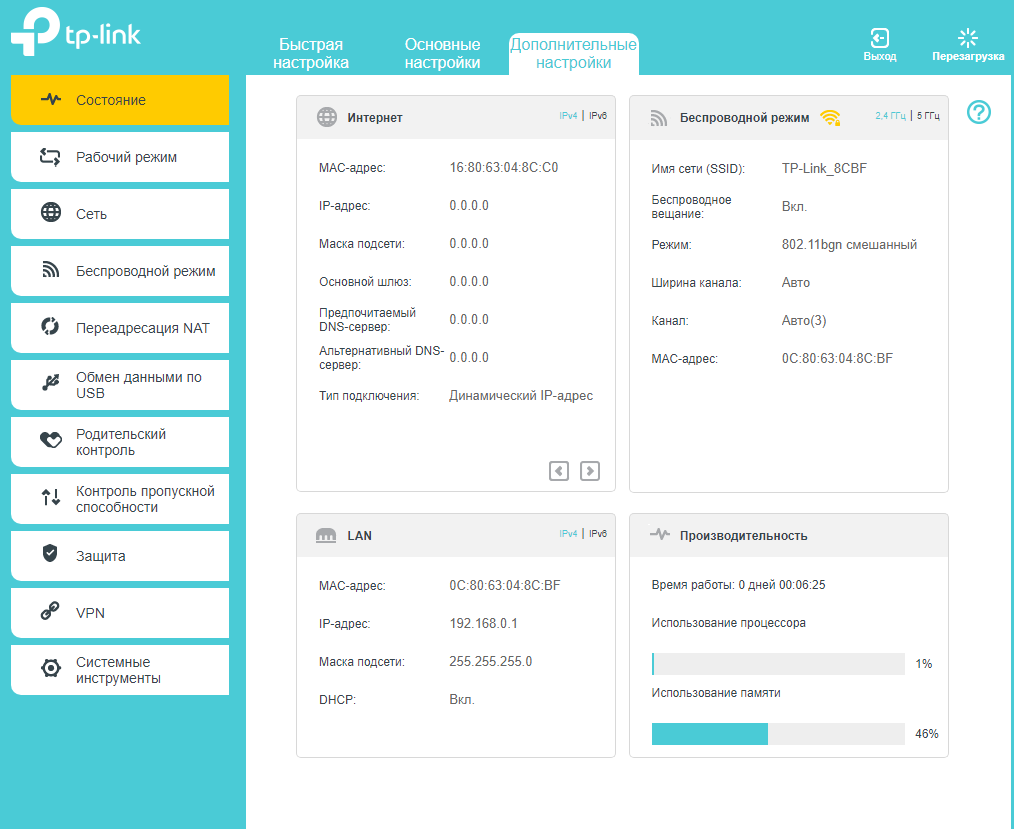 tp-link
Быстрая
настройка
Основные
настройки
Дополнительные
настройки
Выход
Перезагрузка
Состояние
Рабочий режим
Сеть
Беспроводной режим
Переадресация NAT
Обмен данными по
USB
Родительский
контроль
Контроль пропускной
способности
Защита
VPN
Системные
инструменты
Интернет IPv4 | IPv6
MAC-адрес: 16:80:63:04:8C:C0
IP-адрес: 0.0.0.0
Маска подсети: 0.0.0.0
Основной шлюз: 0.0.0.0
Предпочитаемый
DNS-сервер: 0.0.0.0
Альтернативный DNS-
сервер: 0.0.0.0
Тип подключения: Динамический IP-адрес
Беспроводной режим 2,4 ГГц | 5 ГГц
?
Имя сети (SSID): TP-Link_8CBF
Беспроводное
вещание: Вкл.
Режим: 802.11bgn смешанный
Ширина канала: Авто
Канал: Авто(3)
MAC-адрес: 0C:80:63:04:8C:BF
LAN IPv4 | IPv6
MAC-адрес: 0C:80:63:04:8C:BF
IP-адрес: 192.168.0.1
Маска подсети: 255.255.255.0
DHCP: Вкл.
Производительность
Время работы: 0 дней 00:06:25
Использование процессора
1%
Использование памяти
46%